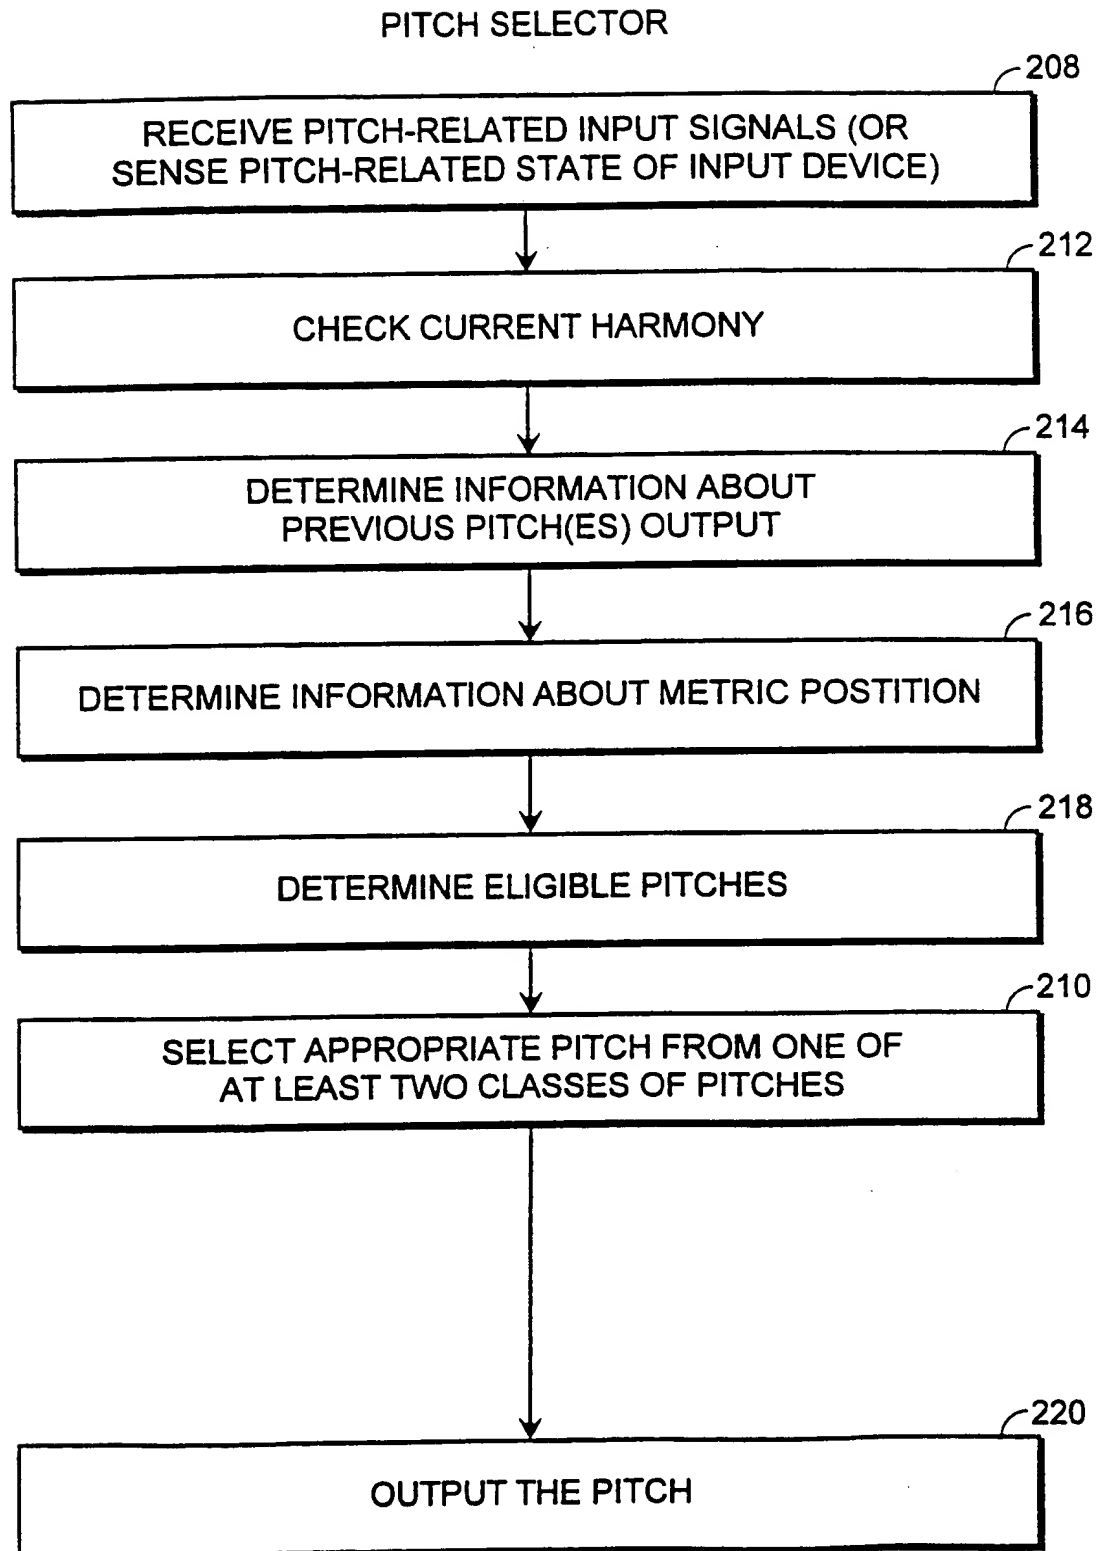 PITCH SELECTOR
208
RECEIVE PITCH-RELATED INPUT SIGNALS (OR
SENSE PITCH-RELATED STATE OF INPUT DEVICE)
212
CHECK CURRENT HARMONY
214
DETERMINE INFORMATION ABOUT
PREVIOUS PITCH(ES) OUTPUT
216
DETERMINE INFORMATION ABOUT METRIC POSTITION
218
DETERMINE ELIGIBLE PITCHES
210
SELECT APPROPRIATE PITCH FROM ONE OF
AT LEAST TWO CLASSES OF PITCHES
220
OUTPUT THE PITCH